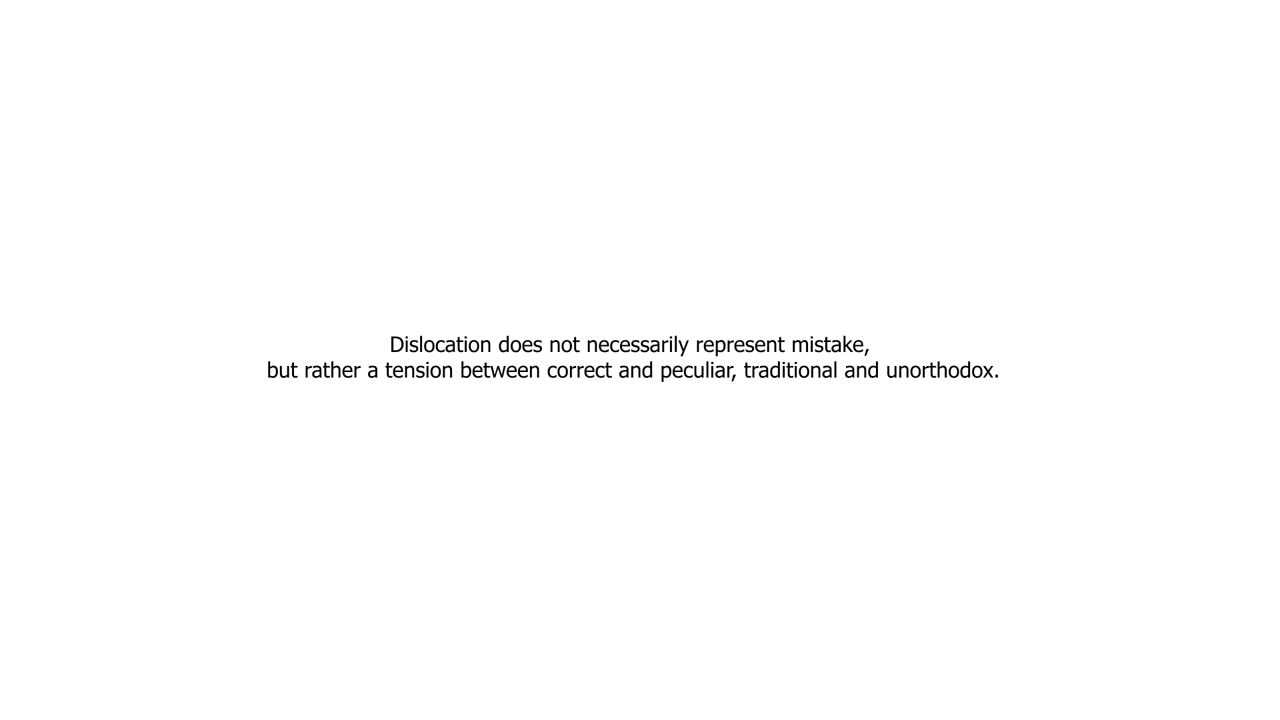 Dislocation does not necessarily represent mistake,
but rather a tension between correct and peculiar, traditional and unorthodox.